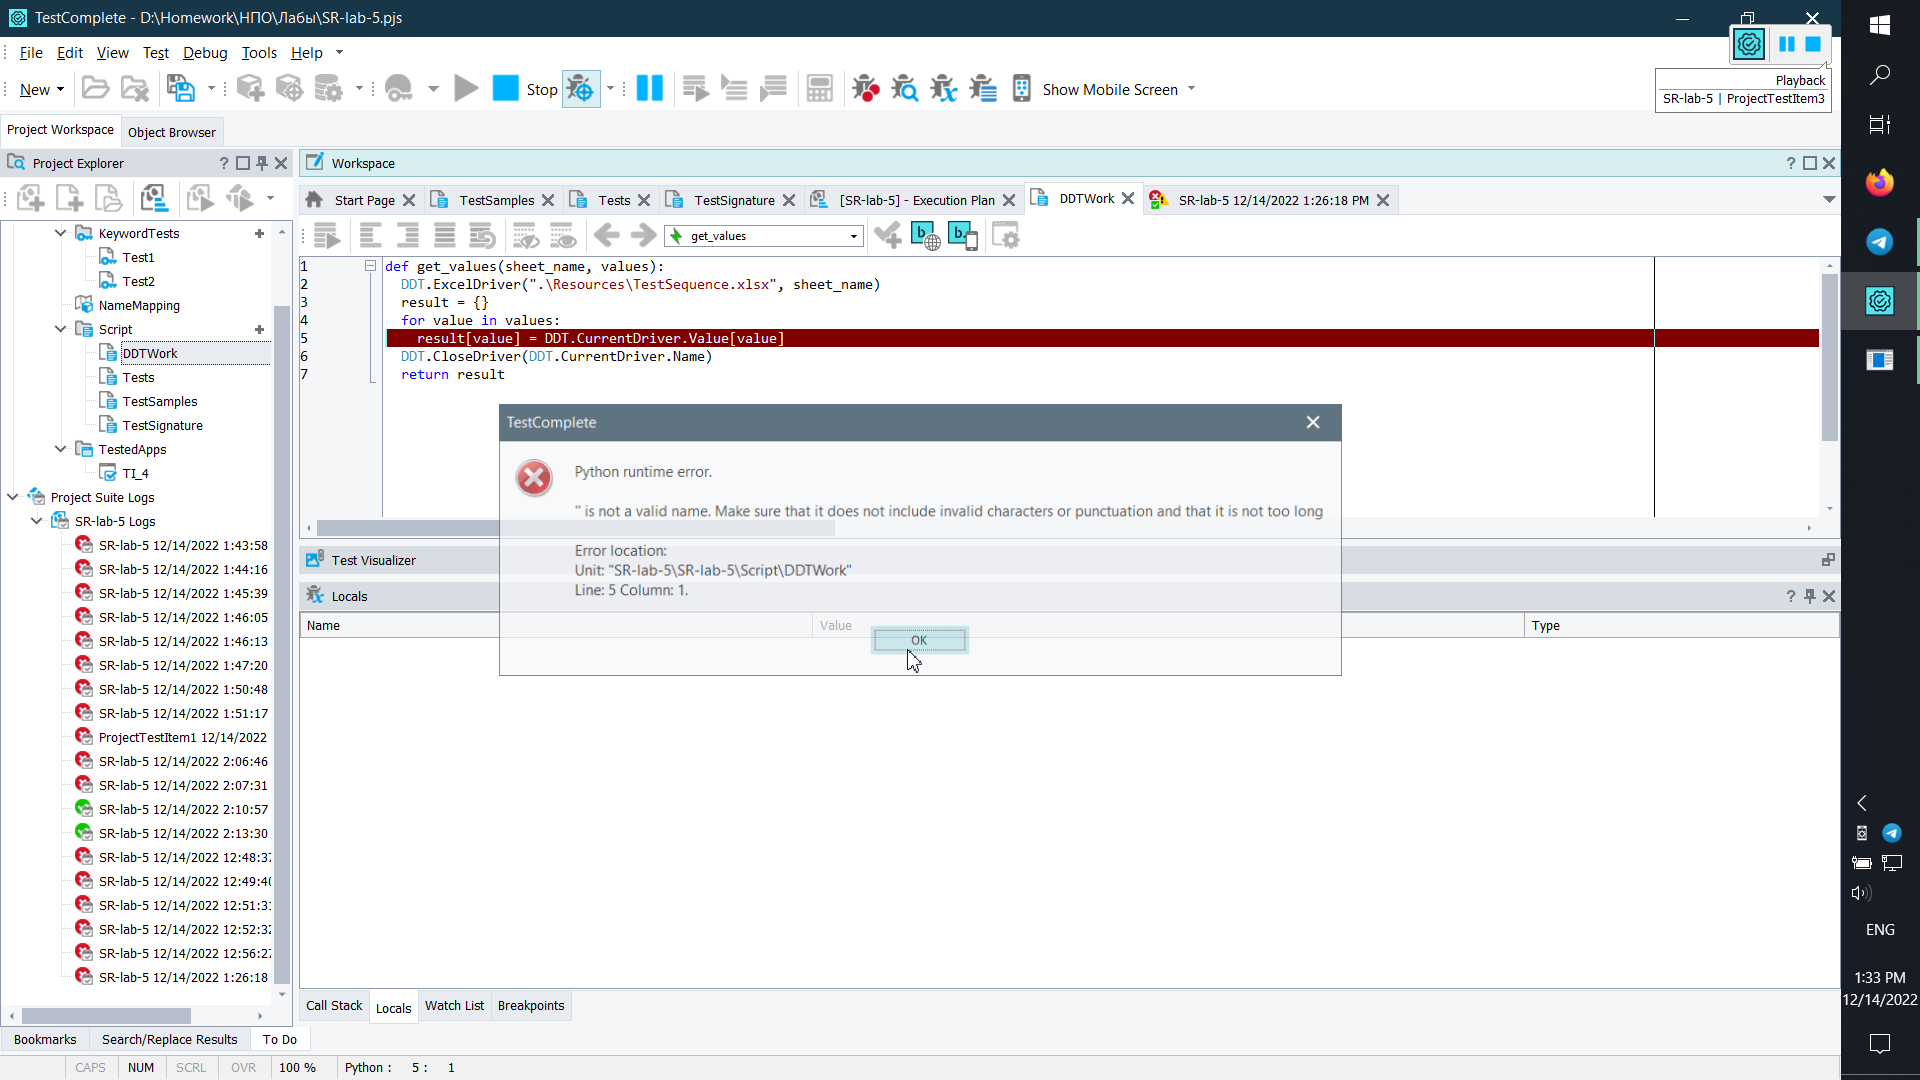 TestComplete - D:\Homework\НПО\Лабы\SR-lab-5.pjs
File Edit View Test Debug Tools Help
New Stop Show Mobile Screen
Playback
SR-lab-5 | ProjectTestItem3
Project Workspace Object Browser
Project Explorer
Workspace
Start Page TestSamples Tests TestSignature [SR-lab-5] - Execution Plan DDTWork SR-lab-5 12/14/2022 1:26:18 PM
get_values
KeywordTests
Test1
Test2
NameMapping
Script
DDTWork
Tests
TestSamples
TestSignature
TestedApps
TI_4
Project Suite Logs
SR-lab-5 Logs
SR-lab-5 12/14/2022 1:43:58
SR-lab-5 12/14/2022 1:44:16
SR-lab-5 12/14/2022 1:45:39
SR-lab-5 12/14/2022 1:46:05
SR-lab-5 12/14/2022 1:46:13
SR-lab-5 12/14/2022 1:47:20
SR-lab-5 12/14/2022 1:50:48
SR-lab-5 12/14/2022 1:51:17
ProjectTestItem1 12/14/2022
SR-lab-5 12/14/2022 2:06:46
SR-lab-5 12/14/2022 2:07:31
SR-lab-5 12/14/2022 2:10:57
SR-lab-5 12/14/2022 2:13:30
SR-lab-5 12/14/2022 12:48:37
SR-lab-5 12/14/2022 12:49:40
SR-lab-5 12/14/2022 12:51:31
SR-lab-5 12/14/2022 12:52:32
SR-lab-5 12/14/2022 12:56:27
SR-lab-5 12/14/2022 1:26:18
1 def get_values(sheet_name, values):
2 DDT.ExcelDriver(".\Resources\TestSequence.xlsx", sheet_name)
3 result = {}
4 for value in values:
5 result[value] = DDT.CurrentDriver.Value[value]
6 DDT.CloseDriver(DDT.CurrentDriver.Name)
7 return result
TestComplete
Python runtime error.
'' is not a valid name. Make sure that it does not include invalid characters or punctuation and that it is not too long
Error location:
Unit: "SR-lab-5\SR-lab-5\Script\DDTWork"
Line: 5 Column: 1.
OK
Test Visualizer
Locals
Name Value Type
Call Stack Locals Watch List Breakpoints
Bookmarks Search/Replace Results To Do
CAPS NUM SCRL OVR 100 % Python : 5 : 1
ENG
1:33 PM
12/14/2022